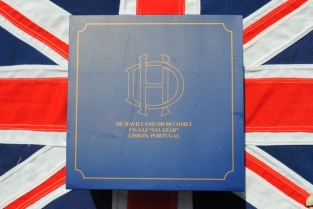 DH
DE HAVILLAND DH 88 COMET
CS-AAJ "SALAZAR"
LISBON, PORTUGAL